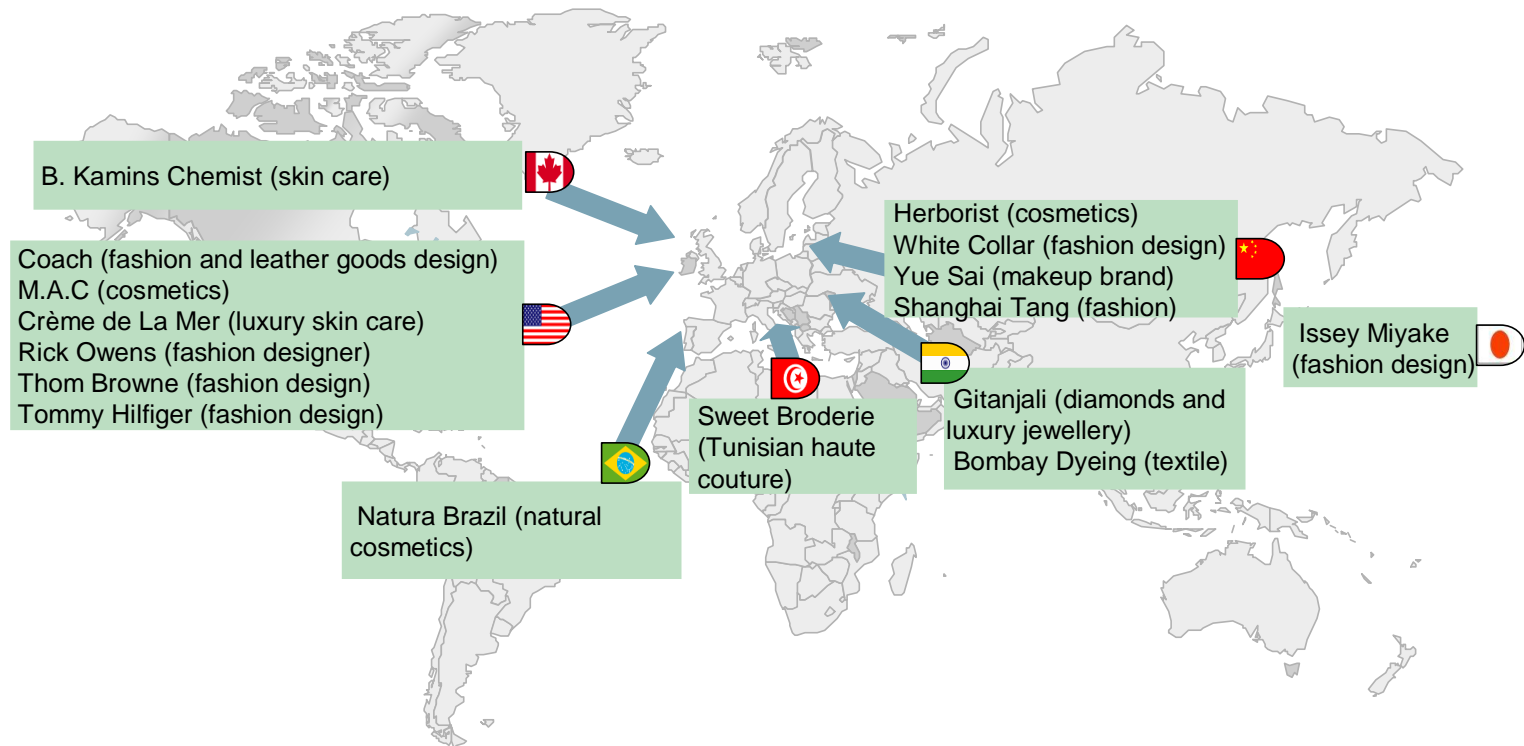 B. Kamins Chemist (skin care)
Coach (fashion and leather goods design)
M.A.C (cosmetics)
Crème de La Mer (luxury skin care)
Rick Owens (fashion designer)
Thom Browne (fashion design)
Tommy Hilfiger (fashion design)
Natura Brazil (natural
cosmetics)
Sweet Broderie
(Tunisian haute
couture)
Herborist (cosmetics)
White Collar (fashion design)
Yue Sai (makeup brand)
Shanghai Tang (fashion)
Gitanjali (diamonds and
luxury jewellery)
Bombay Dyeing (textile)
Issey Miyake
(fashion design)